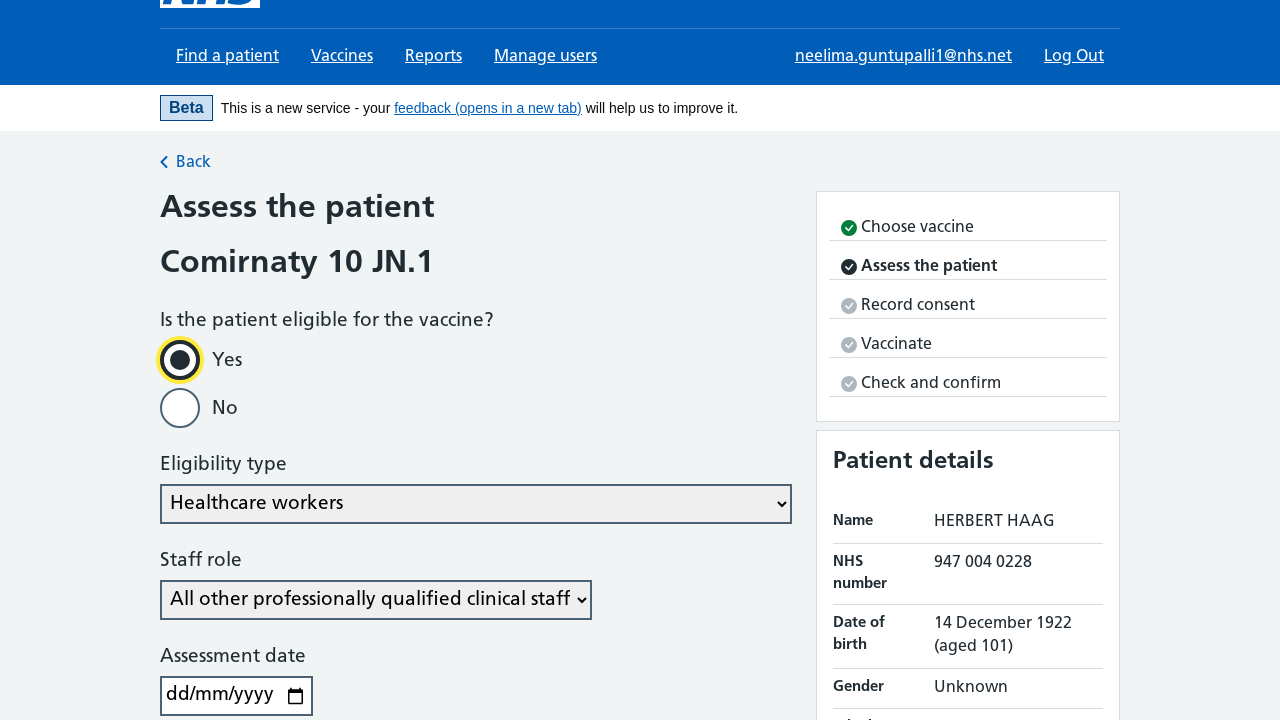 NHS
Find a patient Vaccines Reports Manage users neelima.guntupalli1@nhs.net Log Out
Beta This is a new service - your feedback (opens in a new tab) will help us to improve it.
Back
Assess the patient
Comirnaty 10 JN.1
Is the patient eligible for the vaccine?
Yes
No
Eligibility type
Healthcare workers
Staff role
All other professionally qualified clinical staff
Assessment date
dd/mm/yyyy
Choose vaccine
Assess the patient
Record consent
Vaccinate
Check and confirm
Patient details
Name HERBERT HAAG
NHS number 947 004 0228
Date of birth 14 December 1922 (aged 101)
Gender Unknown